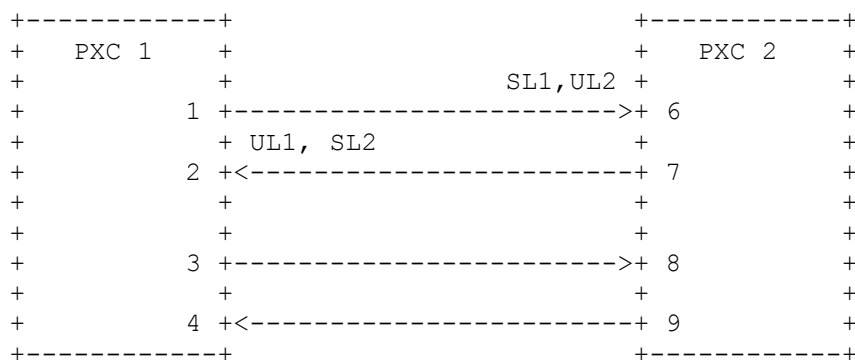 +------------+                          +------------+
+   PXC 1    +                          +   PXC 2    +
+            +                 SL1,UL2 +            +
+          1 +------------------------>+ 6          +
+            + UL1, SL2                +            +
+          2 +<------------------------+ 7          +
+            +                          +            +
+            +                          +            +
+          3 +------------------------>+ 8          +
+            +                          +            +
+          4 +<------------------------+ 9          +
+------------+                          +------------+